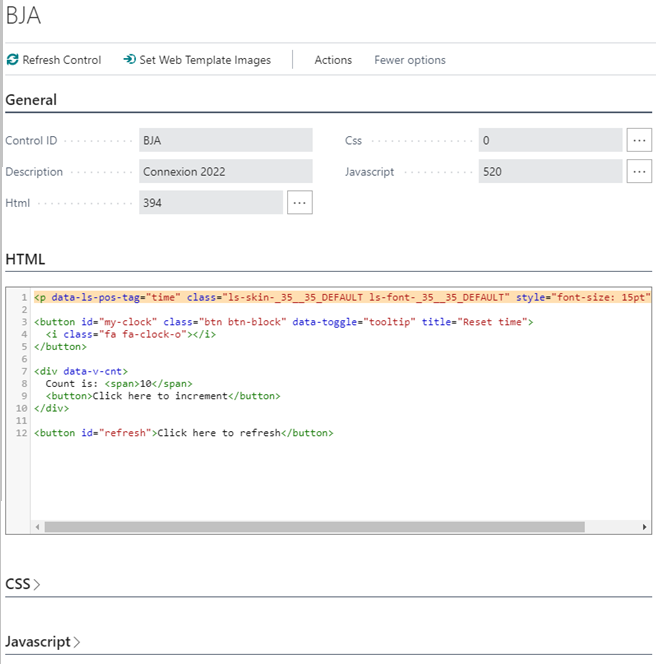 BJA
Refresh Control Set Web Template Images Actions Fewer options
General
Control ID BJA Css 0 ...
Description Connexion 2022 Javascript 520 ...
Html 394 ...
HTML
1 <p data-ls-pos-tag="time" class="ls-skin-_35__35_DEFAULT ls-font-_35__35_DEFAULT" style="font-size: 15pt"
2
3 <button id="my-clock" class="btn btn-block" data-toggle="tooltip" title="Reset time">
4 <i class="fa fa-clock-o"></i>
5 </button>
6
7 <div data-v-cnt>
8 Count is: <span>10</span>
9 <button>Click here to increment</button>
10 </div>
11
12 <button id="refresh">Click here to refresh</button>
CSS >
Javascript >